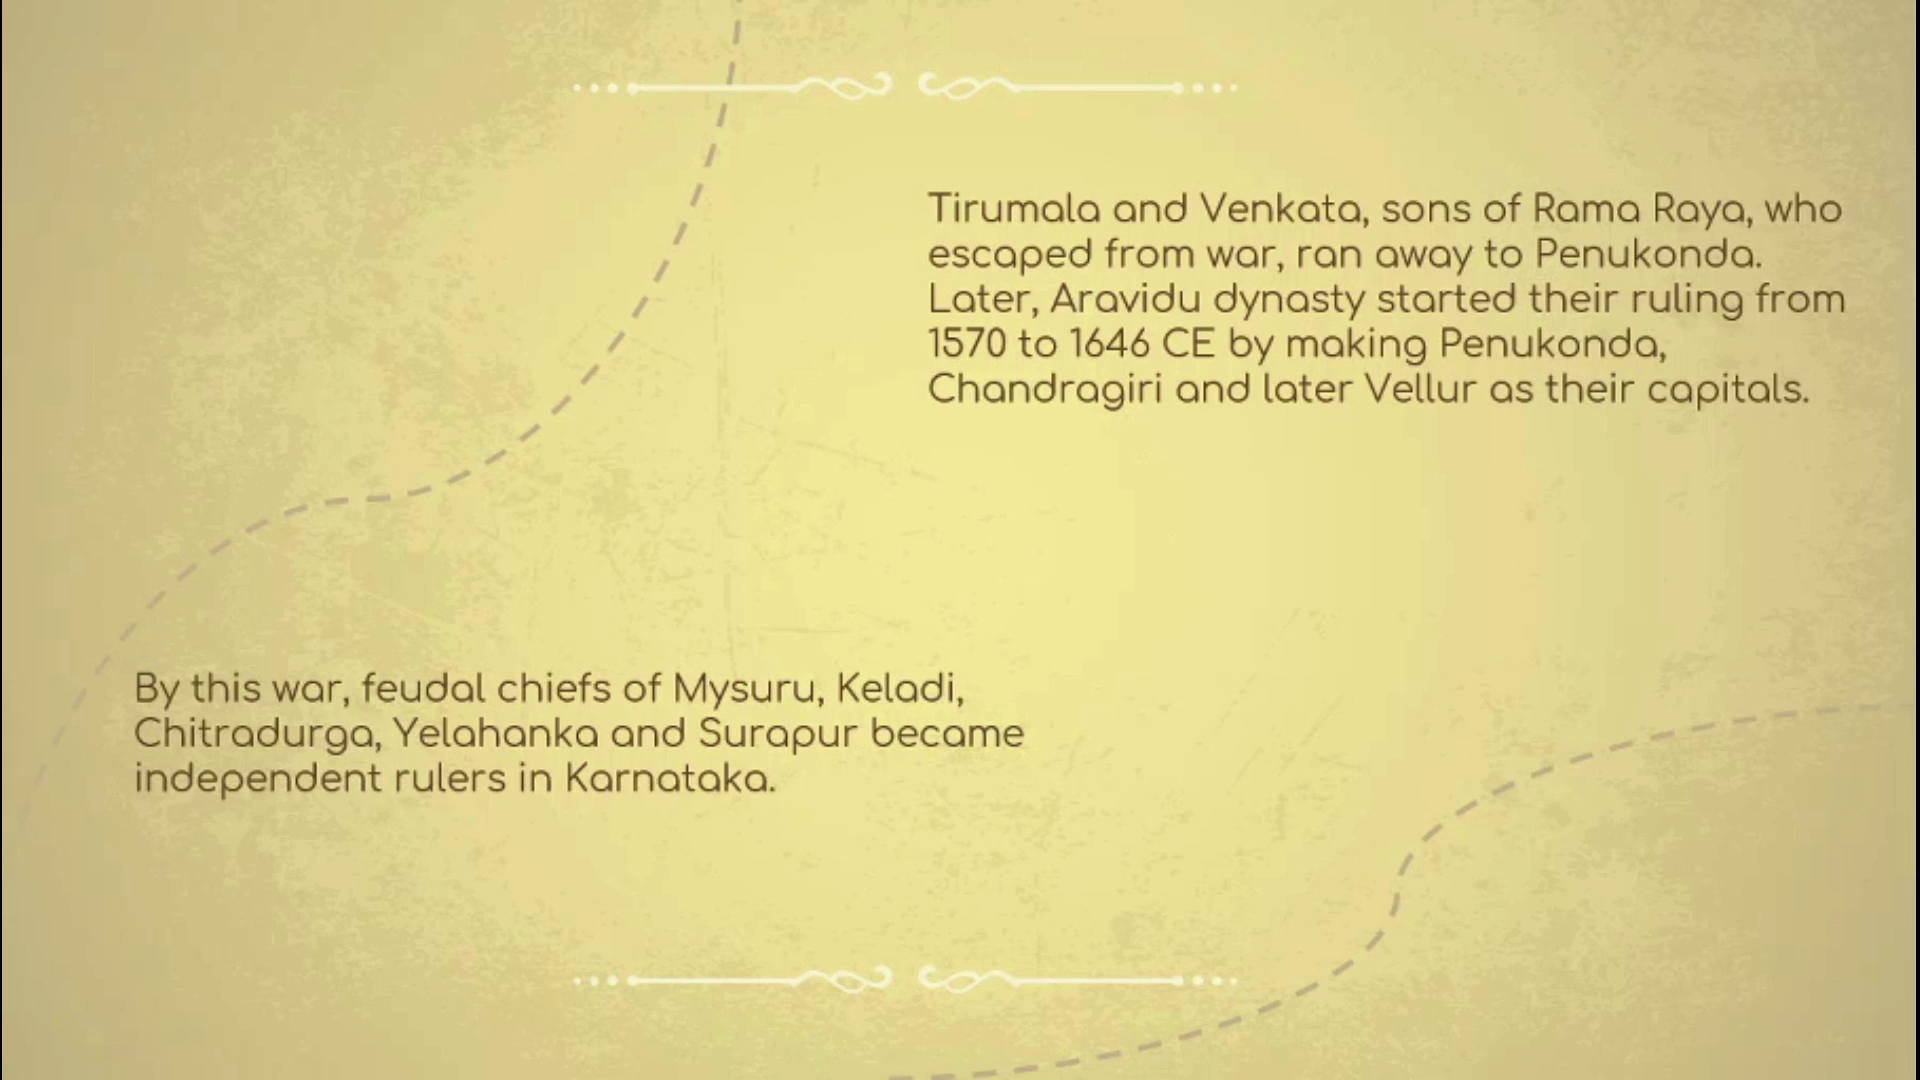 Tirumala and Venkata, sons of Rama Raya, who
escaped from war, ran away to Penukonda.
Later, Aravidu dynasty started their ruling from
1570 to 1646 CE by making Penukonda,
Chandragiri and later Vellur as their capitals.
By this war, feudal chiefs of Mysuru, Keladi,
Chitradurga, Yelahanka and Surapur became
independent rulers in Karnataka.